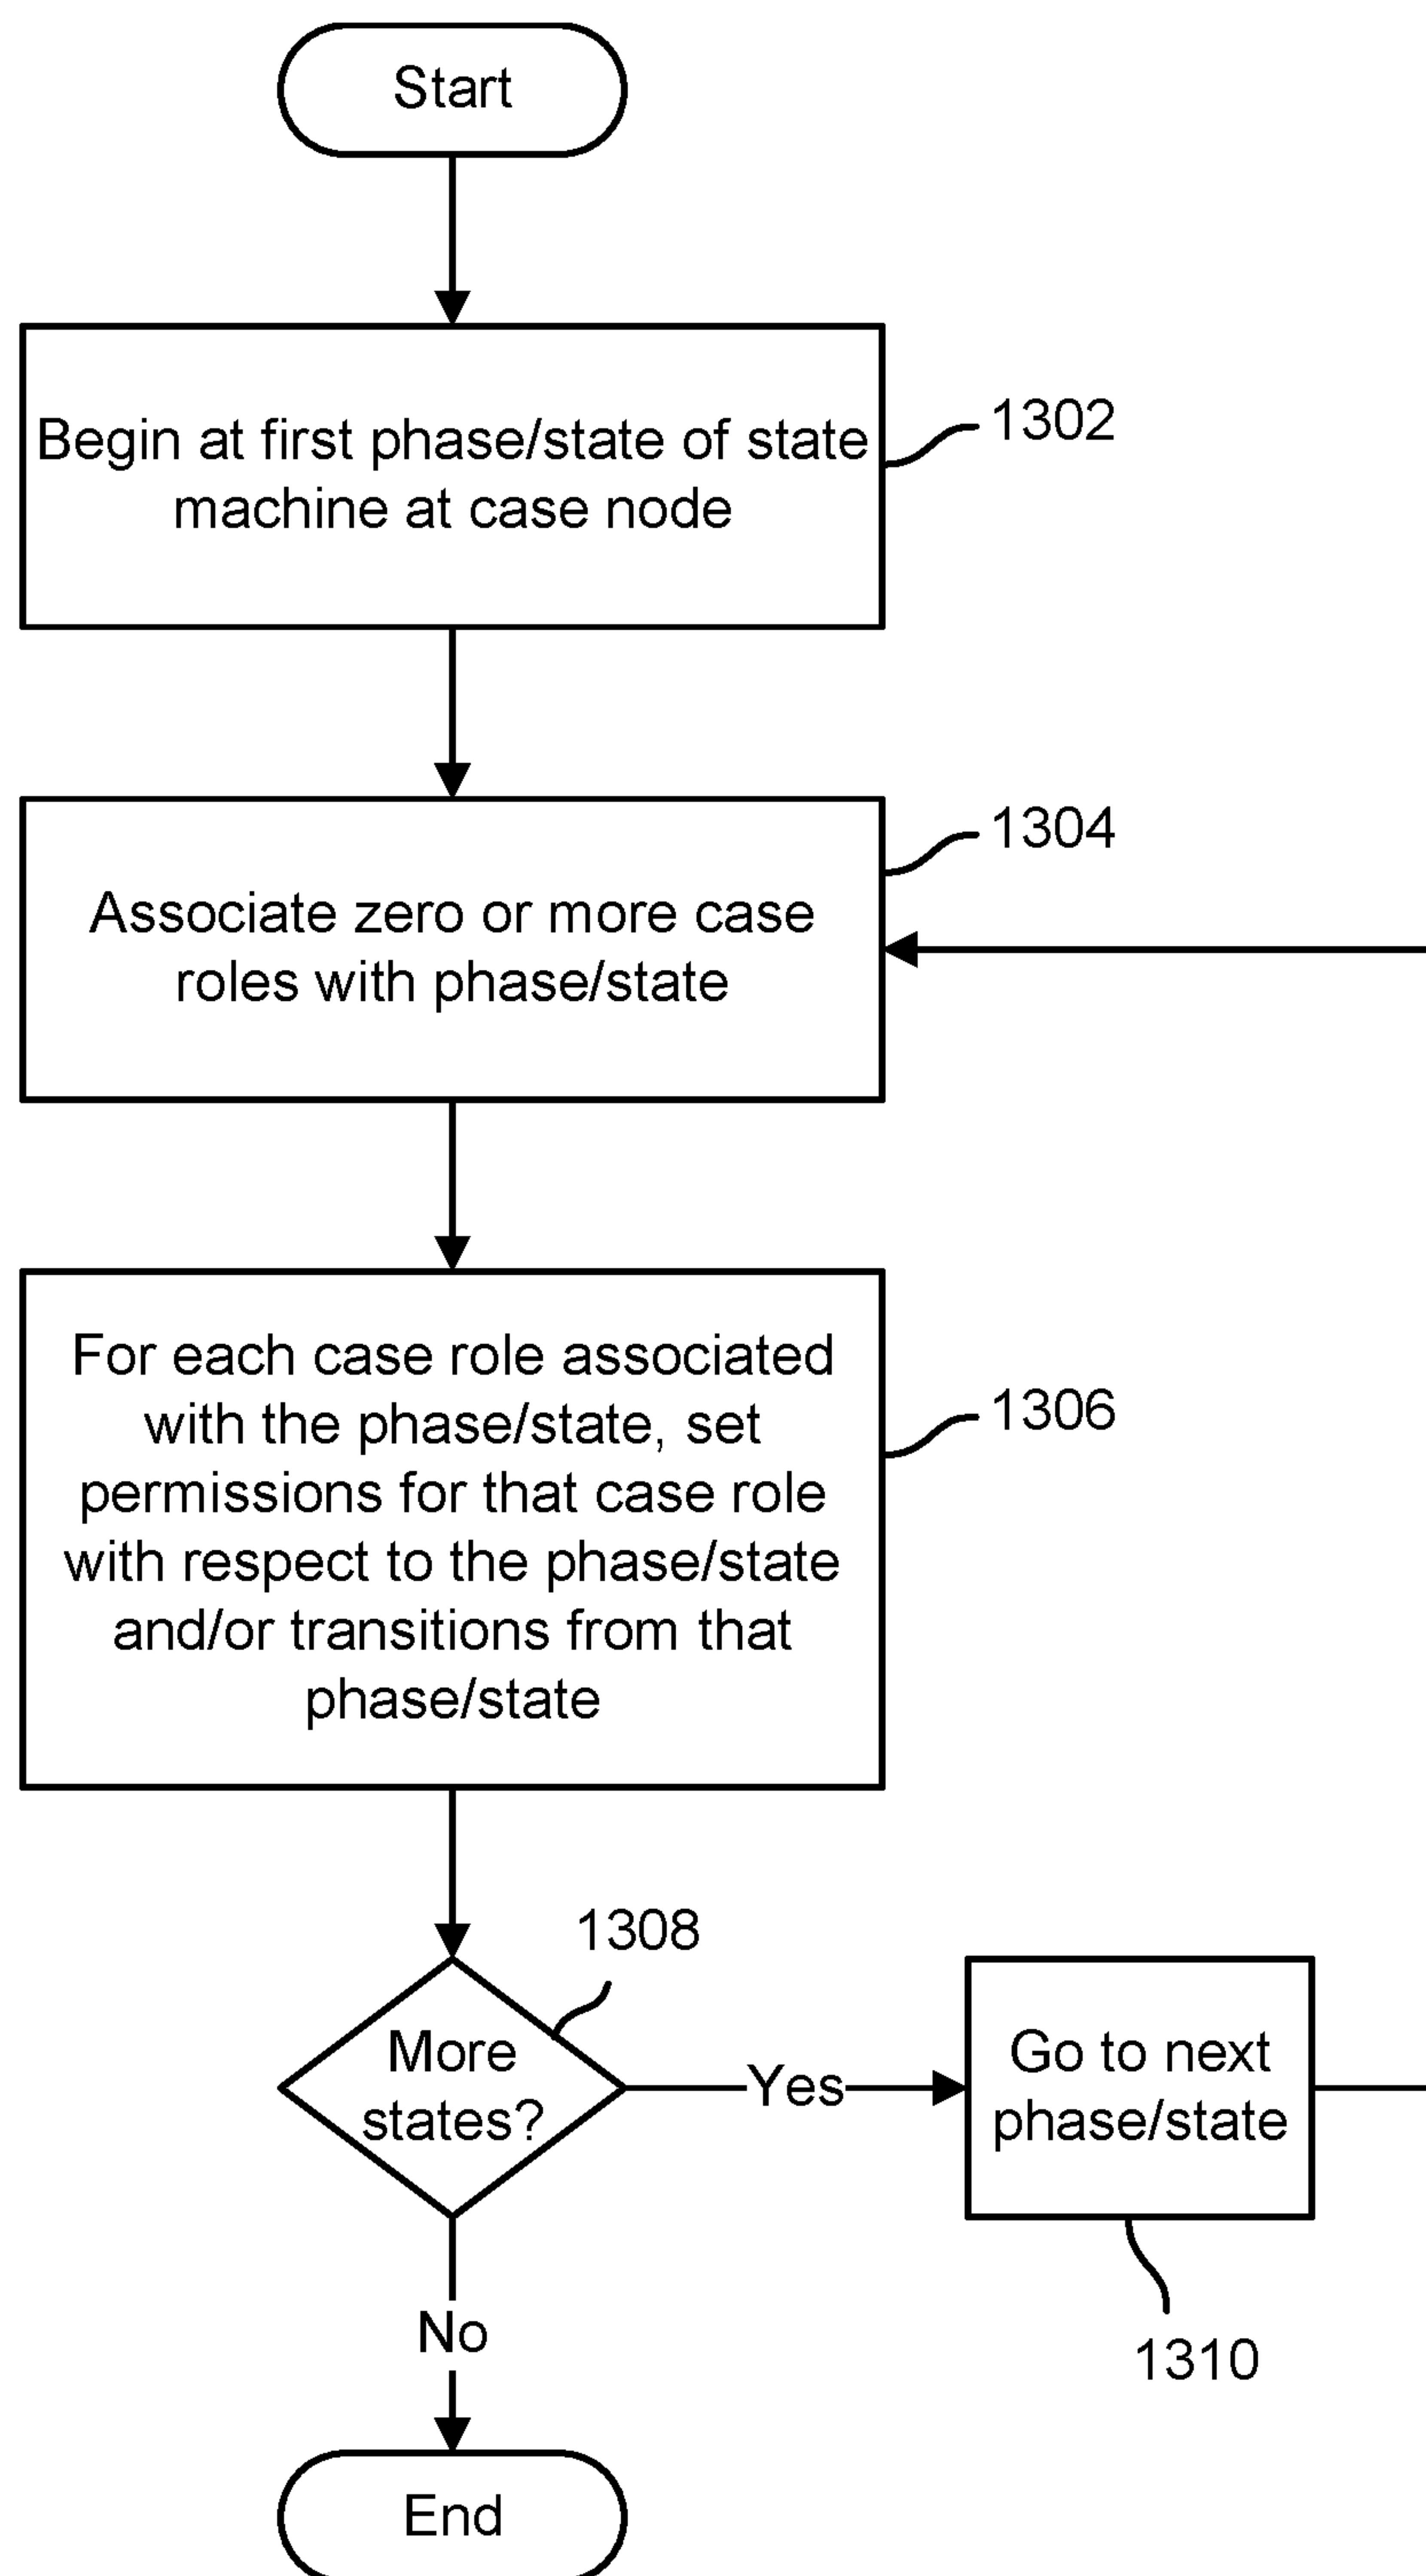 Start
Begin at first phase/state of state
machine at case node
1302
Associate zero or more case
roles with phase/state
1304
For each case role associated
with the phase/state, set
permissions for that case role
with respect to the phase/state
and/or transitions from that
phase/state
1306
1308
More
states?
Yes
Go to next
phase/state
1310
No
End